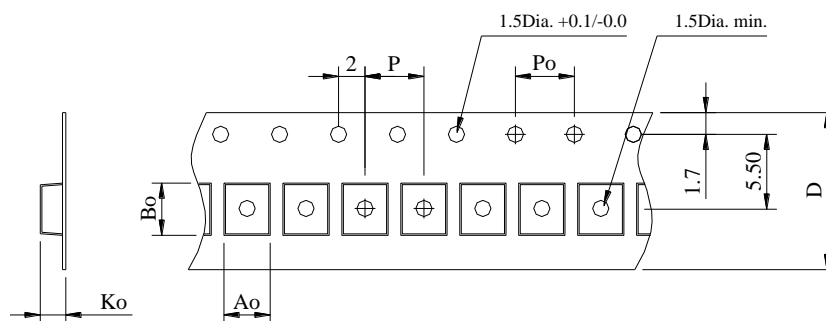 1.5Dia. +0.1/-0.0
1.5Dia. min.
2
P
Po
1.7
5.50
D
Bo
Ko
Ao